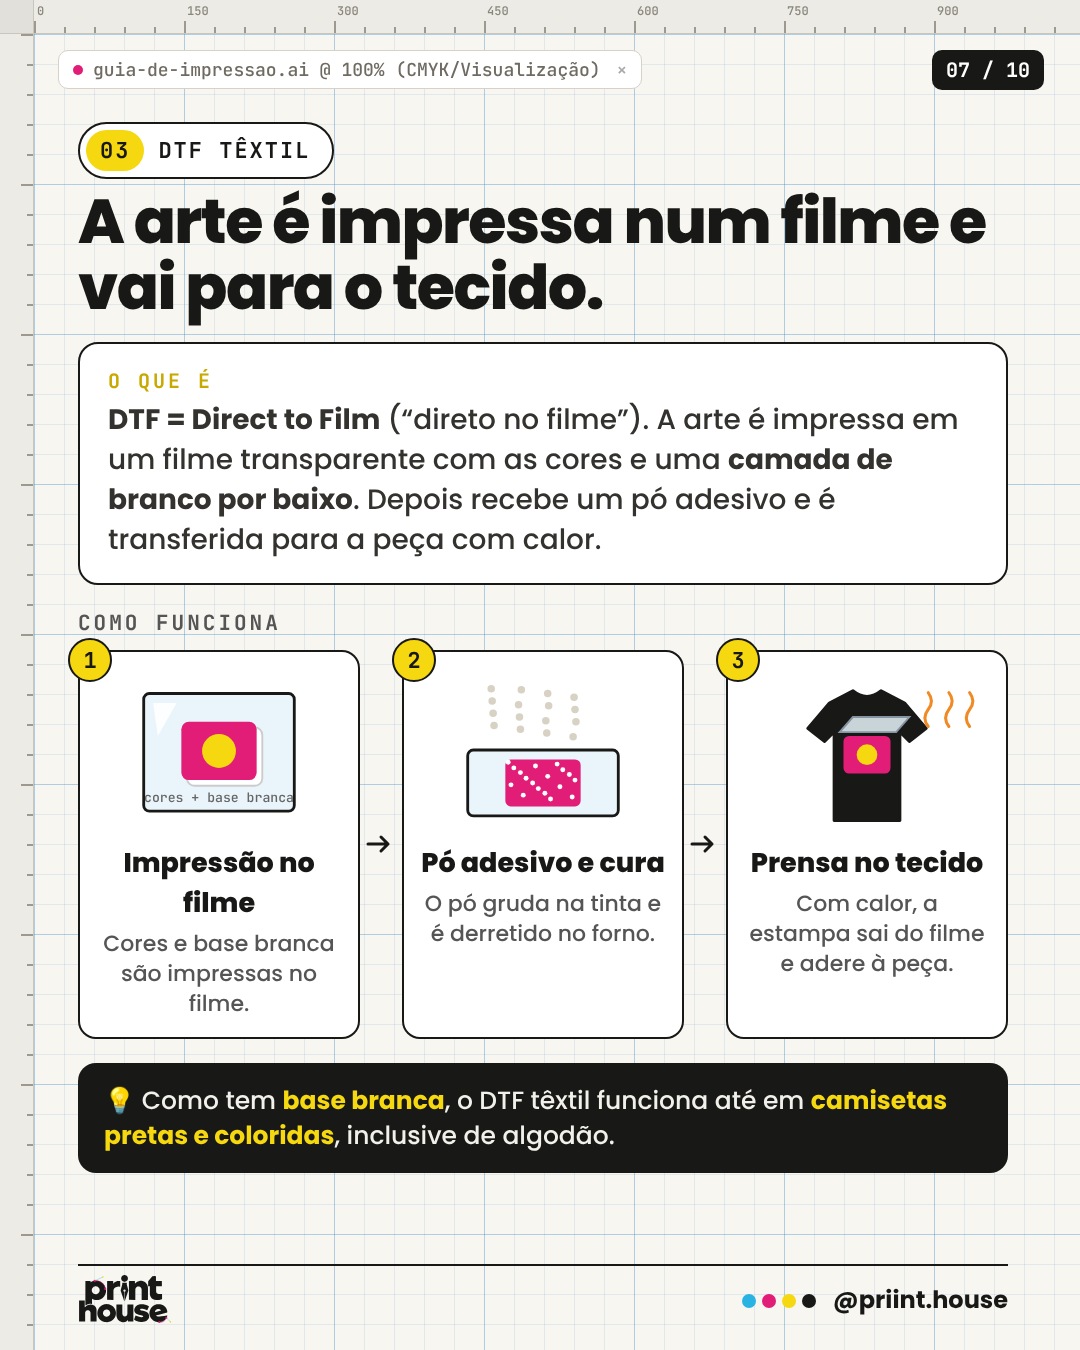 0 150 300 450 600 750 900
guia-de-impressao.ai @ 100% (CMYK/Visualização) ×
07 / 10
03 DTF TÊXTIL
A arte é impressa num filme e
vai para o tecido.
O QUE É
DTF = Direct to Film (“direto no filme”). A arte é impressa em
um filme transparente com as cores e uma camada de
branco por baixo. Depois recebe um pó adesivo e é
transferida para a peça com calor.
COMO FUNCIONA
1
cores + base branca
Impressão no
filme
Cores e base branca
são impressas no
filme.
→
2
Pó adesivo e cura
O pó gruda na tinta e
é derretido no forno.
→
3
Prensa no tecido
Com calor, a
estampa sai do filme
e adere à peça.
💡 Como tem base branca, o DTF têxtil funciona até em camisetas
pretas e coloridas, inclusive de algodão.
print
house
@priint.house